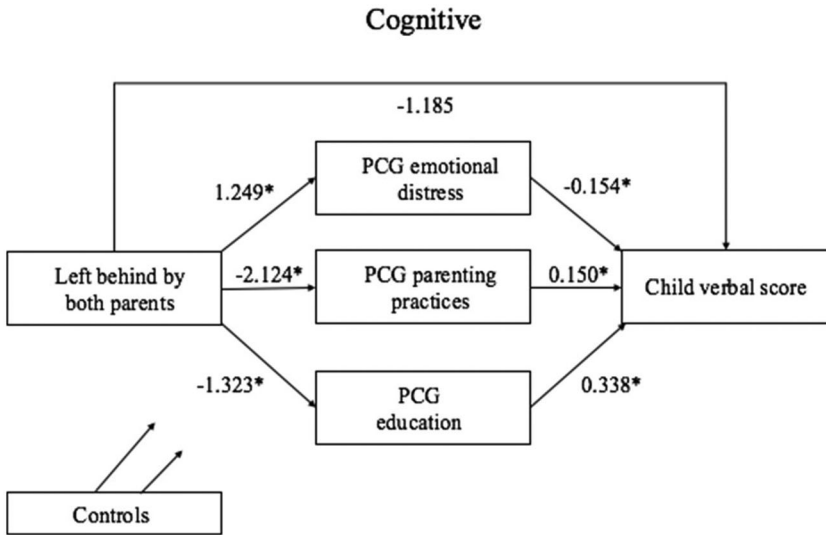 Cognitive
-1.185
PCG emotional
distress
1.249*
-0.154*
Left behind by
both parents
-2.124*
PCG parenting
practices
0.150*
Child verbal score
-1.323*
PCG
education
0.338*
Controls